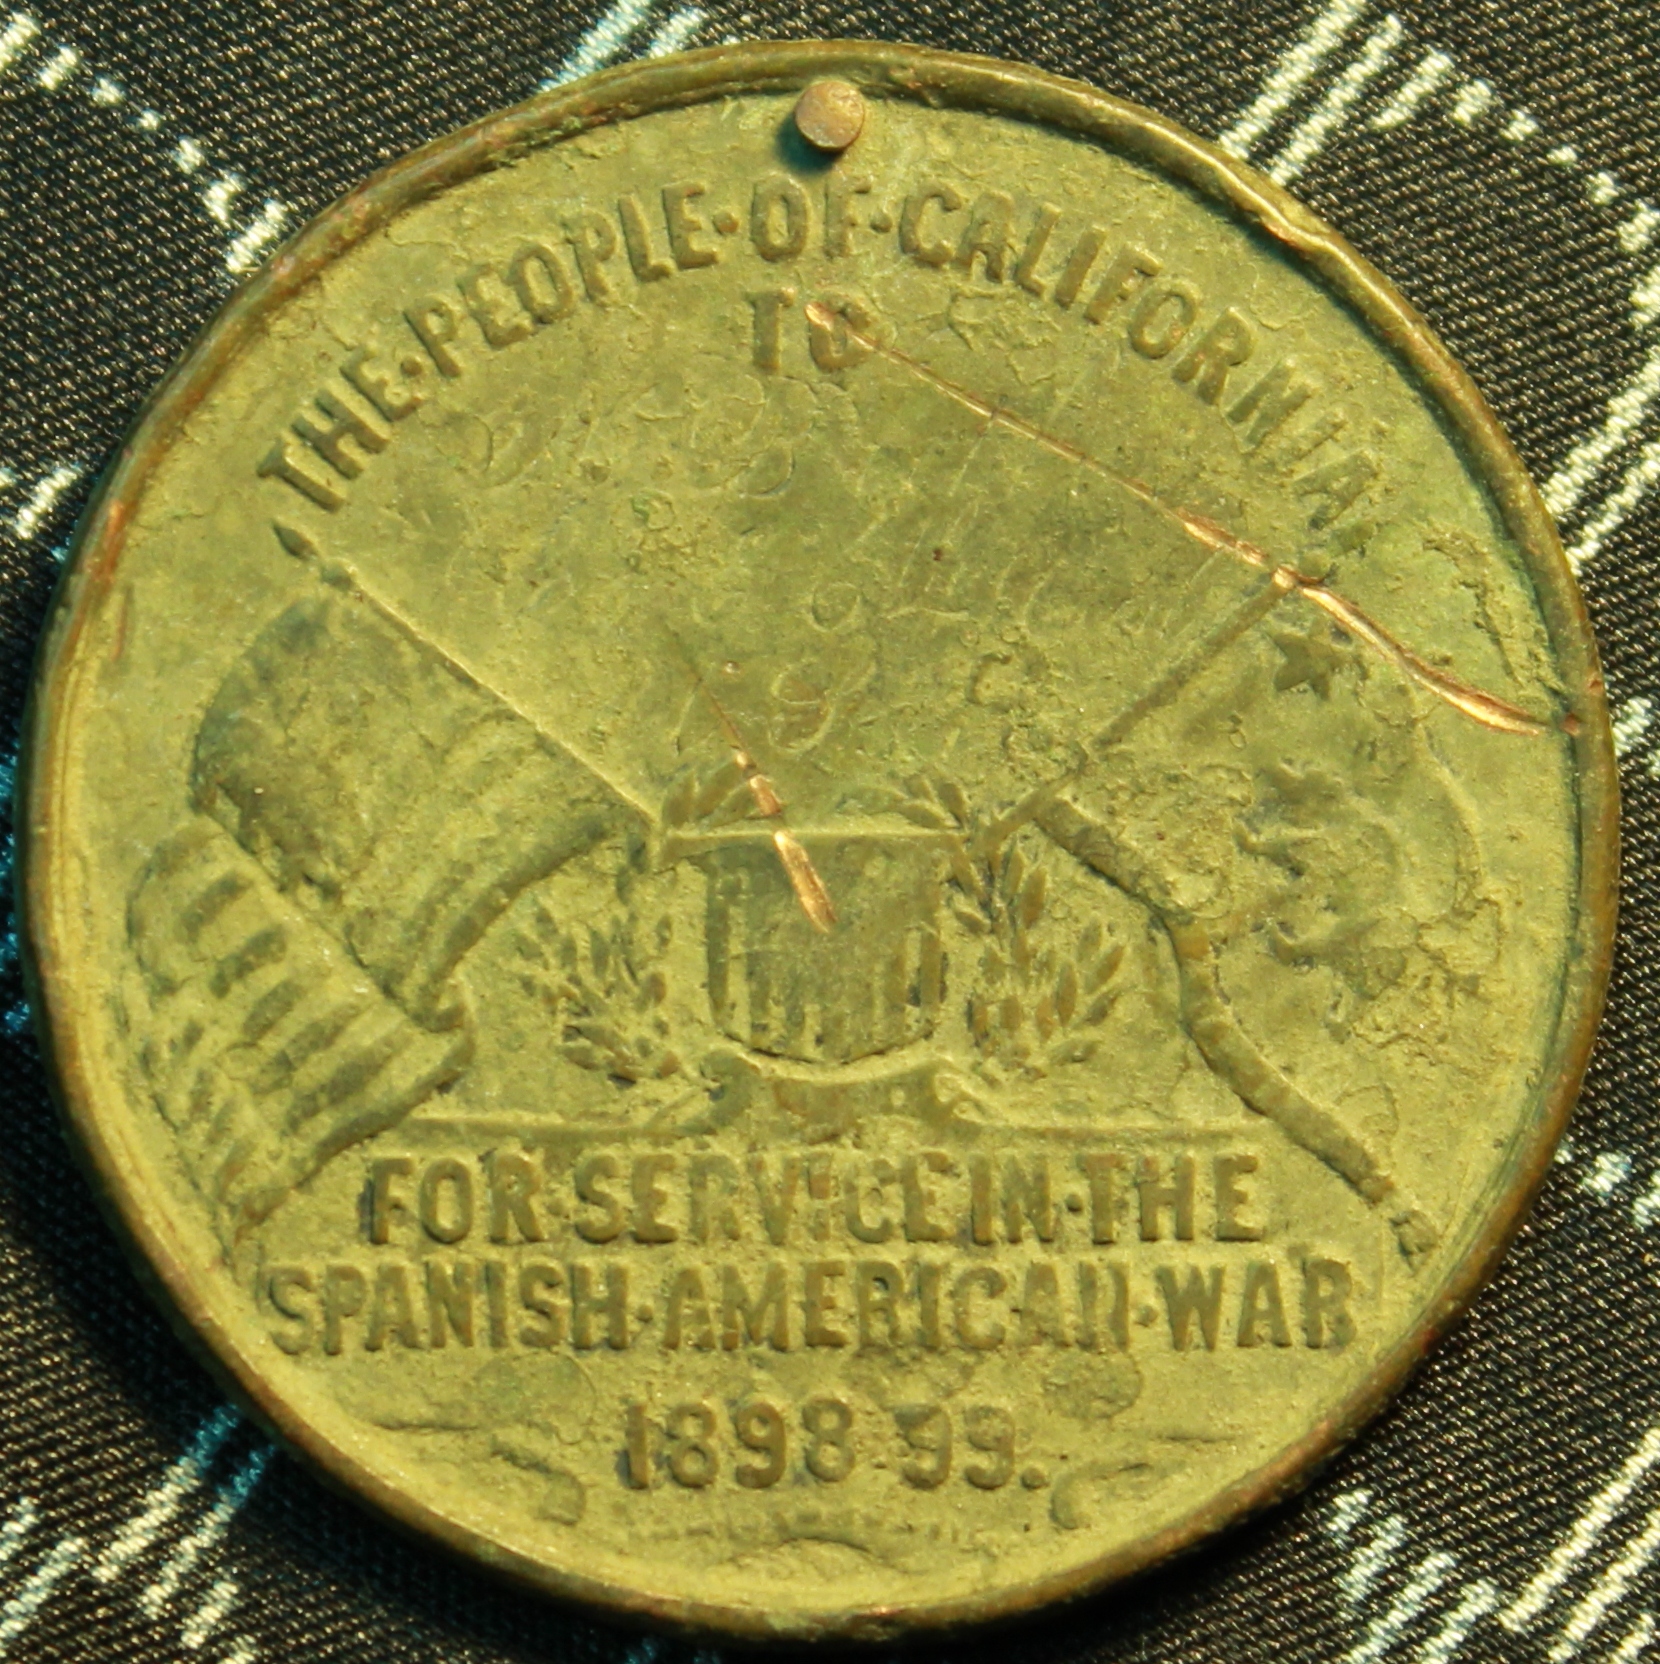 THE·PEOPLE·OF·CALIFORNIA
TO
FOR·SERVICE·IN·THE
SPANISH·AMERICAN·WAR
1898-99.